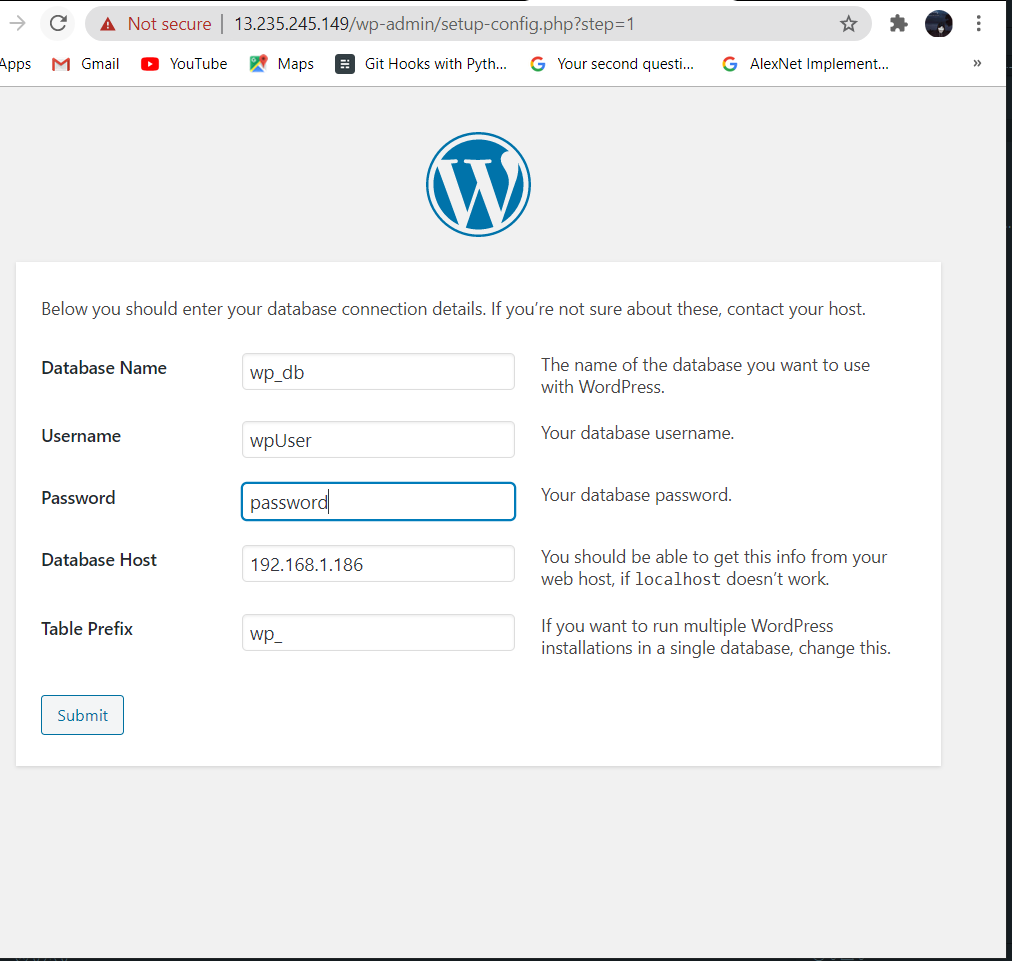 Not secure | 13.235.245.149/wp-admin/setup-config.php?step=1
Apps Gmail YouTube Maps Git Hooks with Pyth... Your second questi... AlexNet Implement... »
Below you should enter your database connection details. If you’re not sure about these, contact your host.
Database Name
wp_db
The name of the database you want to use
with WordPress.
Username
wpUser
Your database username.
Password
password
Your database password.
Database Host
192.168.1.186
You should be able to get this info from your
web host, if localhost doesn’t work.
Table Prefix
wp_
If you want to run multiple WordPress
installations in a single database, change this.
Submit